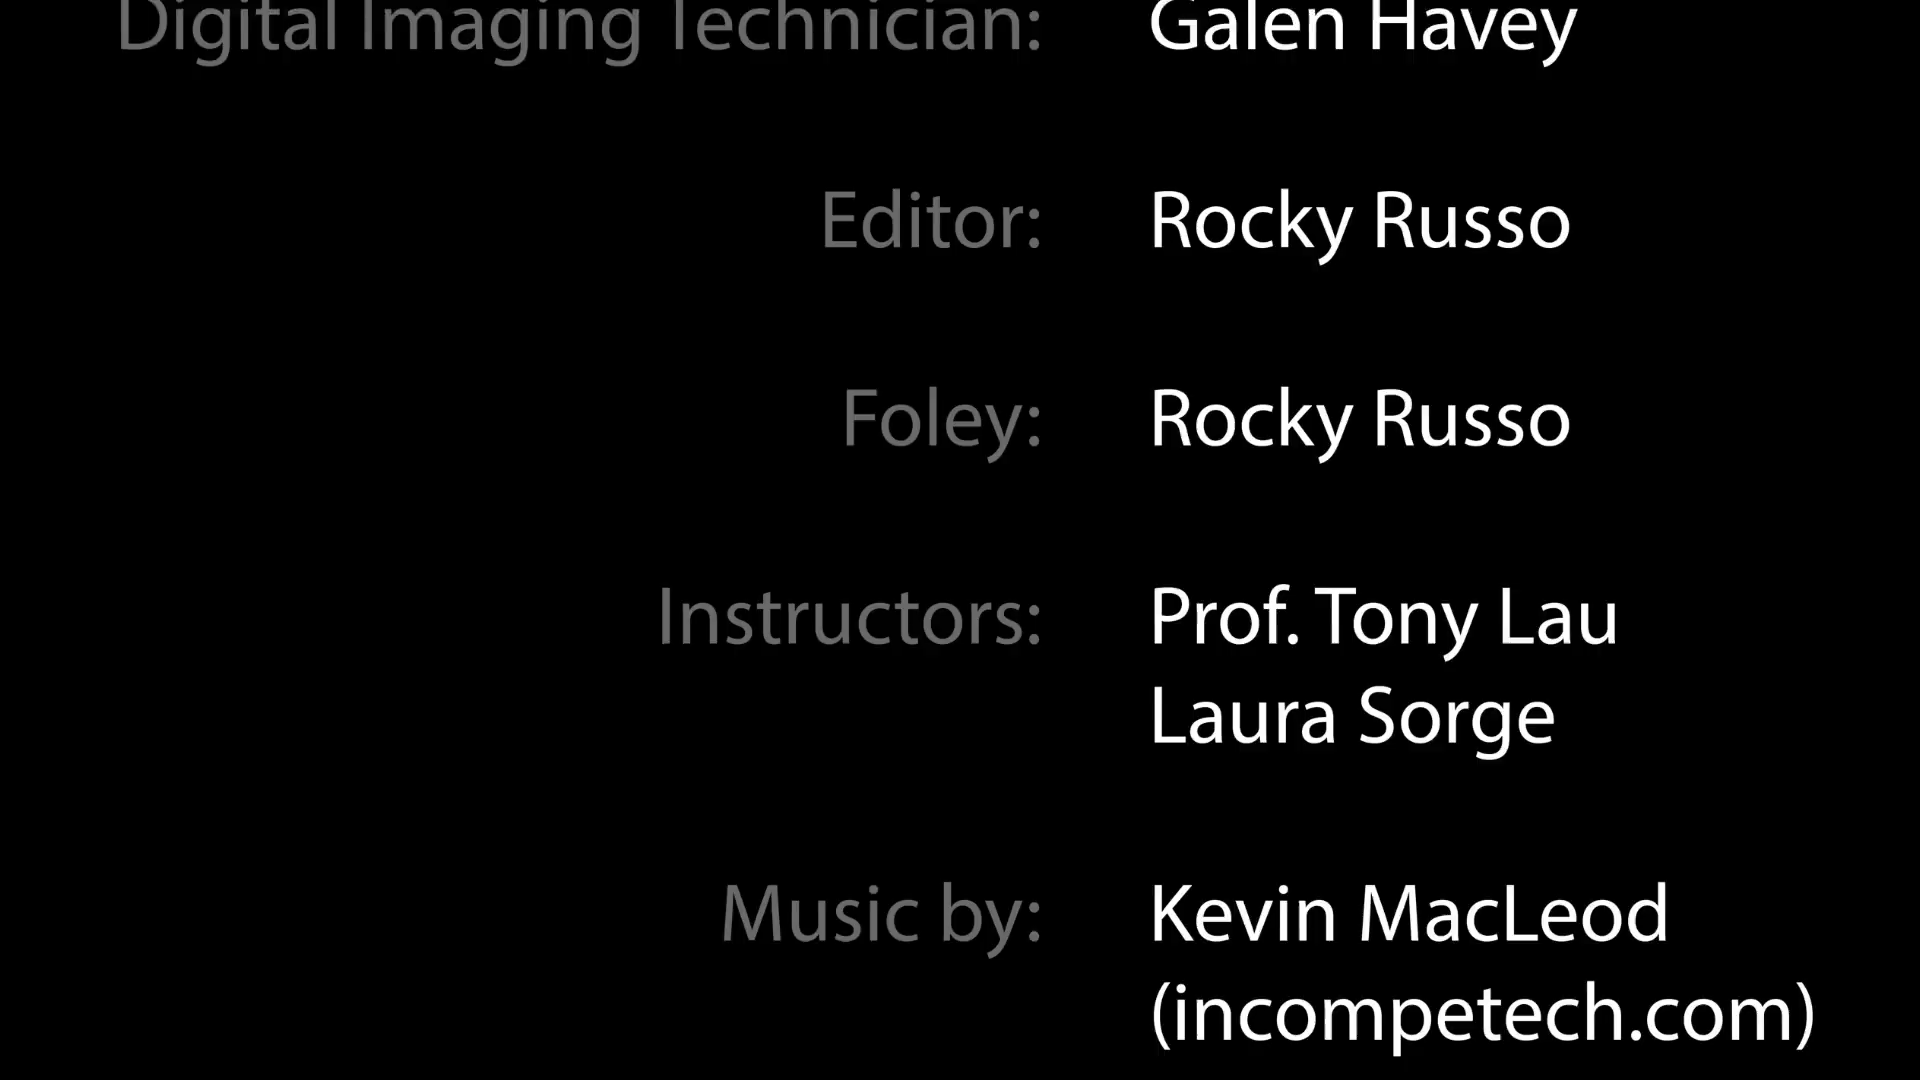 Digital Imaging Technician: Galen Havey
Editor: Rocky Russo
Foley: Rocky Russo
Instructors: Prof. Tony Lau
Laura Sorge
Music by: Kevin MacLeod
(incompetech.com)